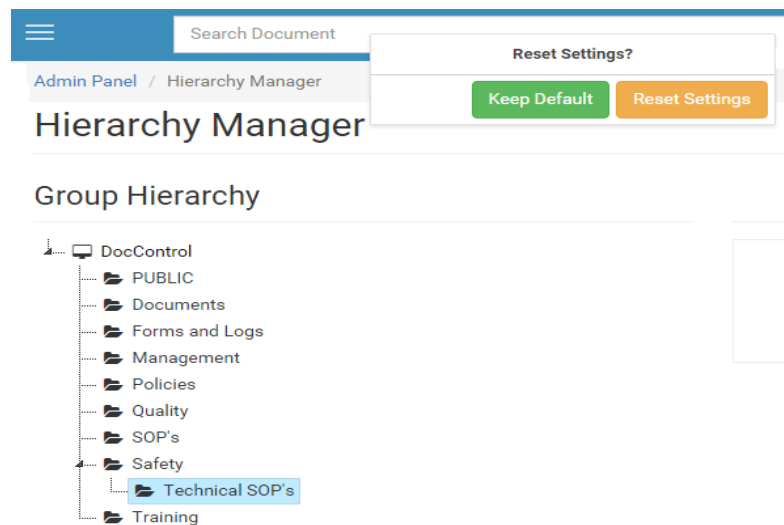 Search Document
Reset Settings?
Keep Default
Reset Settings
Admin Panel / Hierarchy Manager
Hierarchy Manager
Group Hierarchy
DocControl
PUBLIC
Documents
Forms and Logs
Management
Policies
Quality
SOP's
Safety
Technical SOP's
Training